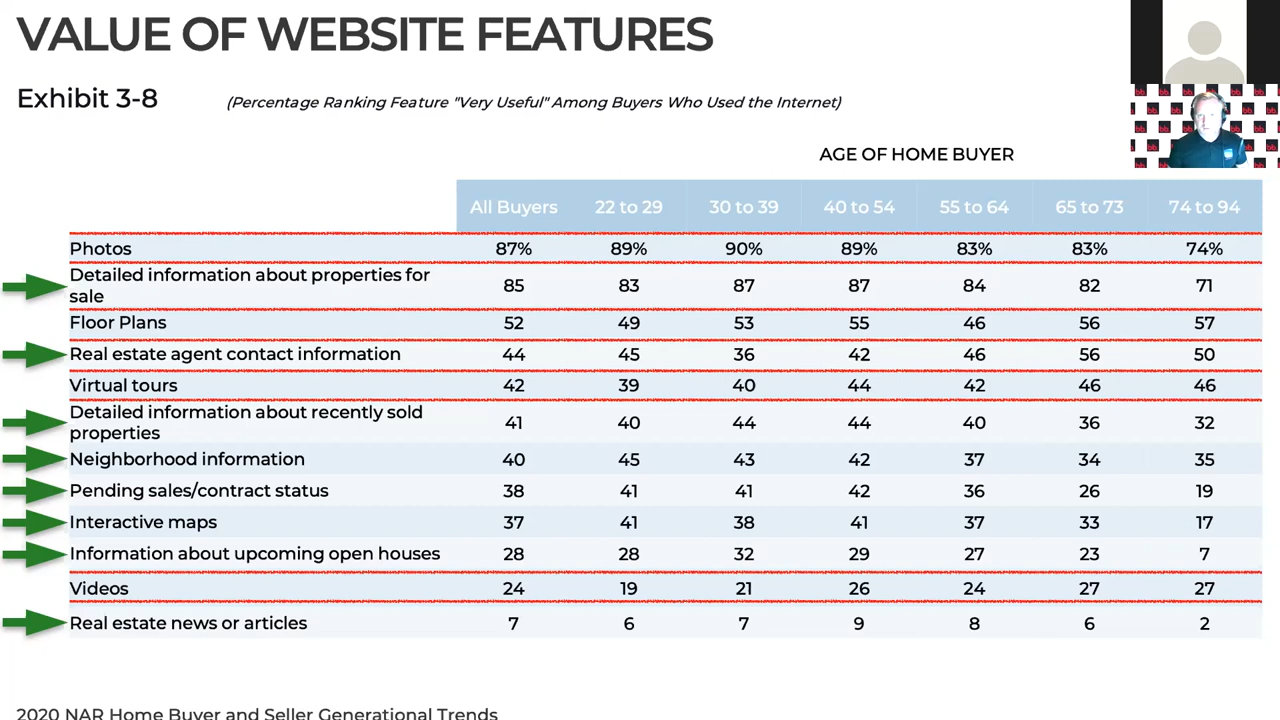 VALUE OF WEBSITE FEATURES
Exhibit 3-8
(Percentage Ranking Feature "Very Useful" Among Buyers Who Used the Internet)
AGE OF HOME BUYER
All Buyers 22 to 29 30 to 39 40 to 54 55 to 64 65 to 73 74 to 94
Photos 87% 89% 90% 89% 83% 83% 74%
Detailed information about properties for
sale 85 83 87 87 84 82 71
Floor Plans 52 49 53 55 46 56 57
Real estate agent contact information 44 45 36 42 46 56 50
Virtual tours 42 39 40 44 42 46 46
Detailed information about recently sold
properties 41 40 44 44 40 36 32
Neighborhood information 40 45 43 42 37 34 35
Pending sales/contract status 38 41 41 42 36 26 19
Interactive maps 37 41 38 41 37 33 17
Information about upcoming open houses 28 28 32 29 27 23 7
Videos 24 19 21 26 24 27 27
Real estate news or articles 7 6 7 9 8 6 2
2020 NAR Home Buyer and Seller Generational Trends